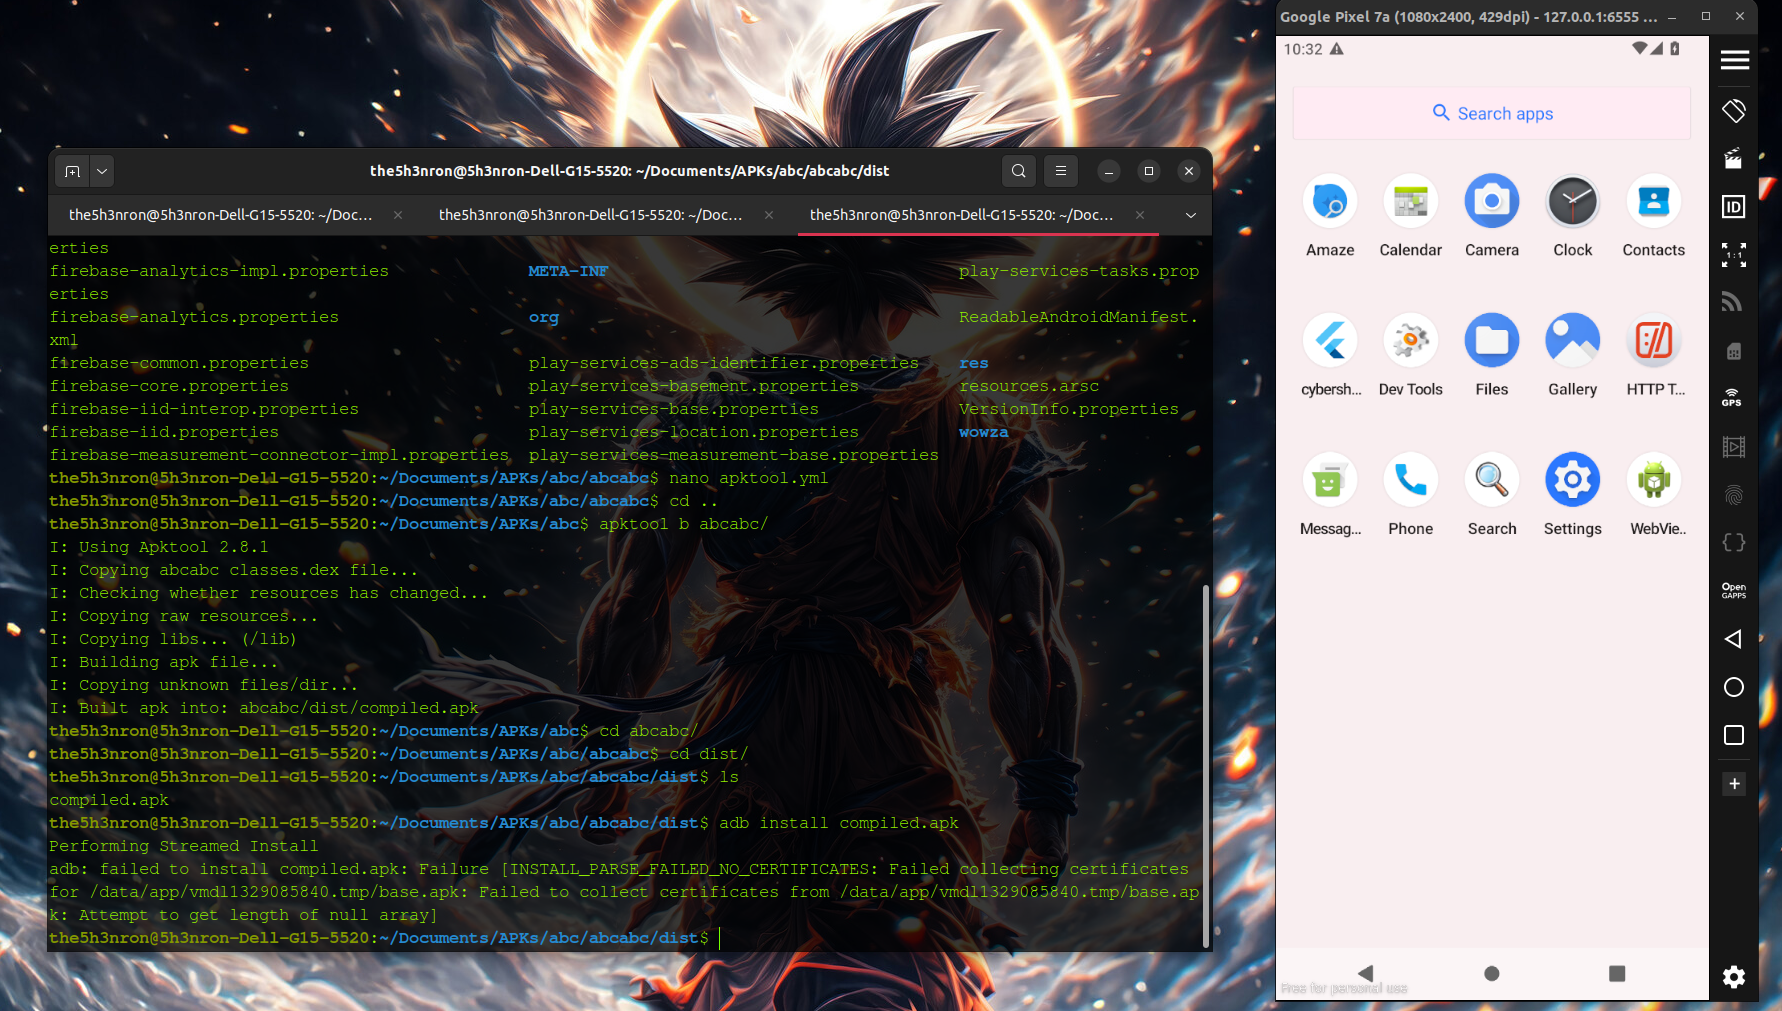 the5h3nron@5h3nron-Dell-G15-5520: ~/Documents/APKs/abc/abcabc/dist
the5h3nron@5h3nron-Dell-G15-5520: ~/Doc...
the5h3nron@5h3nron-Dell-G15-5520: ~/Doc...
the5h3nron@5h3nron-Dell-G15-5520: ~/Doc...
erties
firebase-analytics-impl.properties META-INF play-services-tasks.prop
erties
firebase-analytics.properties org ReadableAndroidManifest.
xml
firebase-common.properties play-services-ads-identifier.properties res
firebase-core.properties play-services-basement.properties resources.arsc
firebase-iid-interop.properties play-services-base.properties VersionInfo.properties
firebase-iid.properties play-services-location.properties wowza
firebase-measurement-connector-impl.properties play-services-measurement-base.properties
the5h3nron@5h3nron-Dell-G15-5520:~/Documents/APKs/abc/abcabc$ nano apktool.yml
the5h3nron@5h3nron-Dell-G15-5520:~/Documents/APKs/abc/abcabc$ cd ..
the5h3nron@5h3nron-Dell-G15-5520:~/Documents/APKs/abc$ apktool b abcabc/
I: Using Apktool 2.8.1
I: Copying abcabc classes.dex file...
I: Checking whether resources has changed...
I: Copying raw resources...
I: Copying libs... (/lib)
I: Building apk file...
I: Copying unknown files/dir...
I: Built apk into: abcabc/dist/compiled.apk
the5h3nron@5h3nron-Dell-G15-5520:~/Documents/APKs/abc$ cd abcabc/
the5h3nron@5h3nron-Dell-G15-5520:~/Documents/APKs/abc/abcabc$ cd dist/
the5h3nron@5h3nron-Dell-G15-5520:~/Documents/APKs/abc/abcabc/dist$ ls
compiled.apk
the5h3nron@5h3nron-Dell-G15-5520:~/Documents/APKs/abc/abcabc/dist$ adb install compiled.apk
Performing Streamed Install
adb: failed to install compiled.apk: Failure [INSTALL_PARSE_FAILED_NO_CERTIFICATES: Failed collecting certificates
for /data/app/vmdl1329085840.tmp/base.apk: Failed to collect certificates from /data/app/vmdl1329085840.tmp/base.ap
k: Attempt to get length of null array]
the5h3nron@5h3nron-Dell-G15-5520:~/Documents/APKs/abc/abcabc/dist$
Google Pixel 7a (1080x2400, 429dpi) - 127.0.0.1:6555 ...
10:32
Search apps
Amaze Calendar Camera Clock Contacts
cybersh... Dev Tools Files Gallery HTTP T...
Messag... Phone Search Settings WebVie..
Free for personal use
ID
1:1
GPS
Open
GAPPS